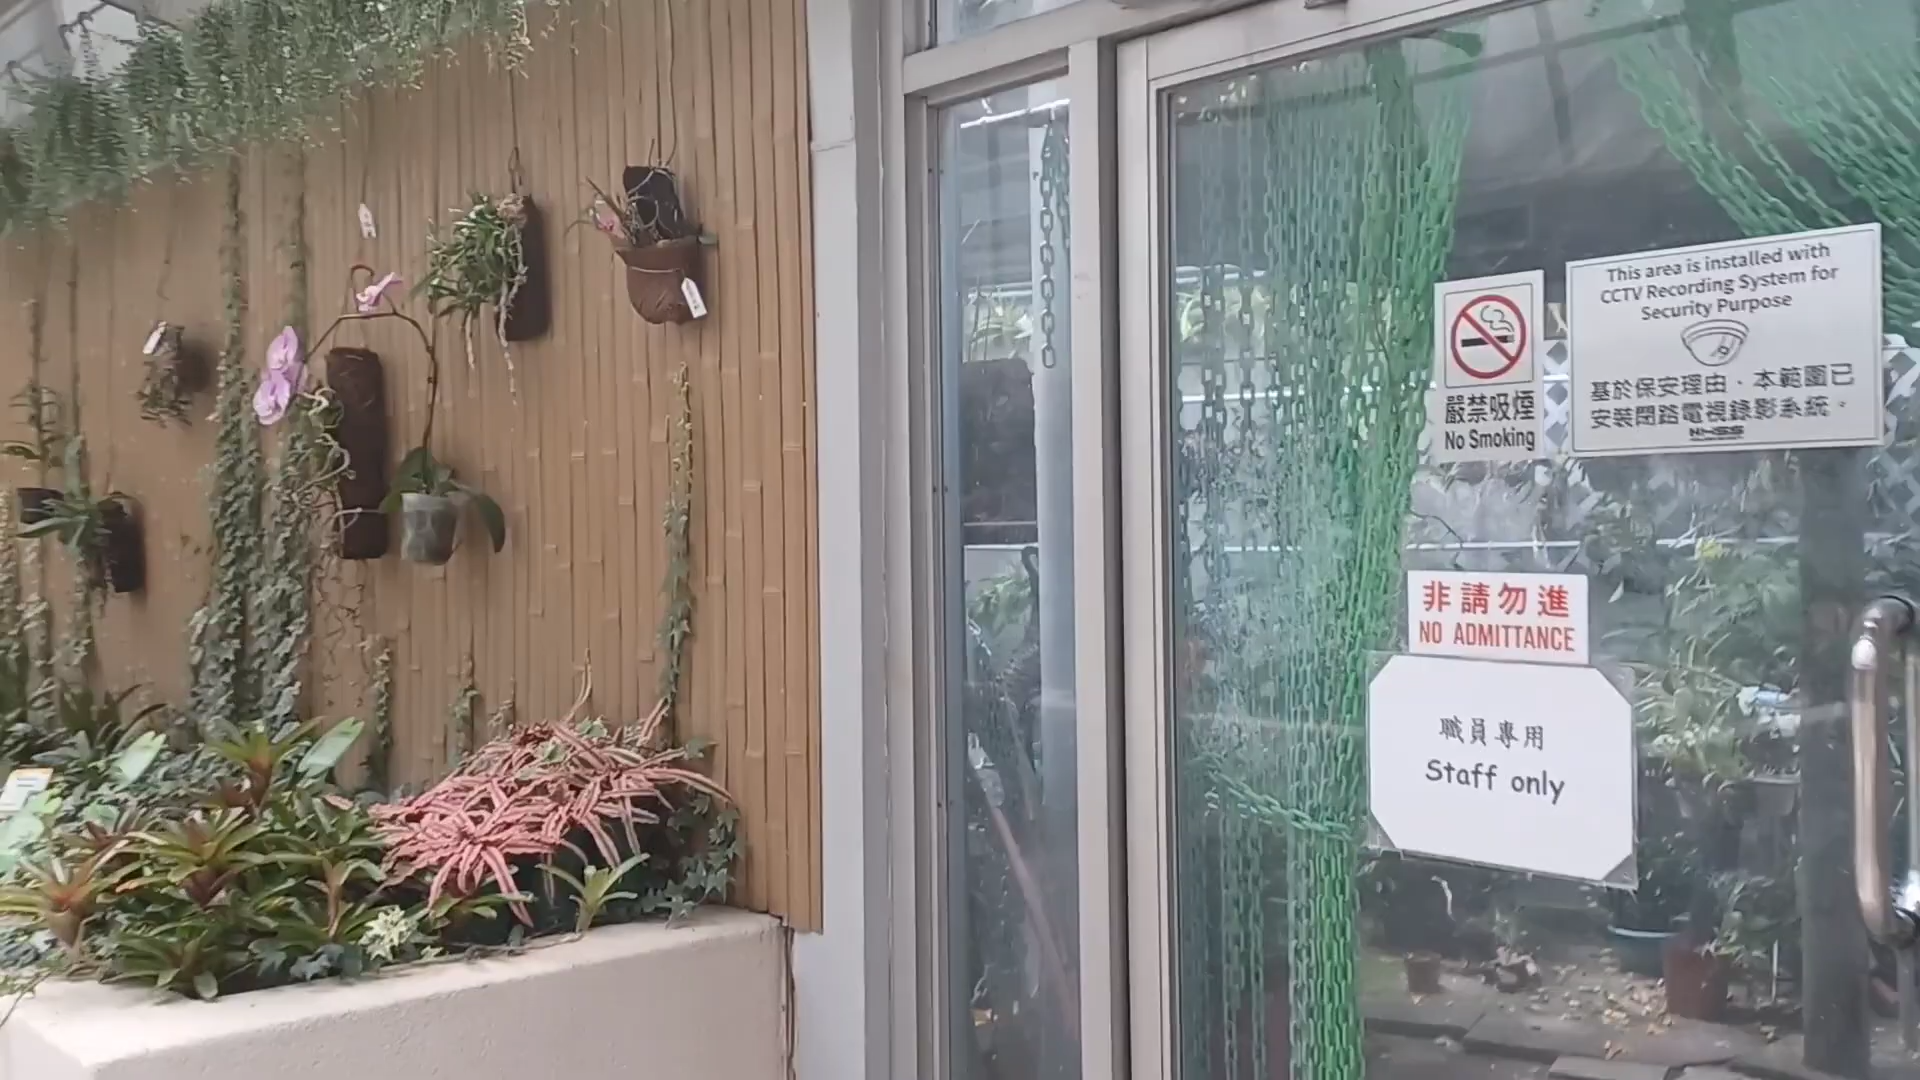 This area is installed with
CCTV Recording System for
Security Purpose
基於保安理由、本範圍已
安裝閉路電視錄影系統。
嚴禁吸煙
No Smoking
非請勿進
NO ADMITTANCE
職員專用
Staff only